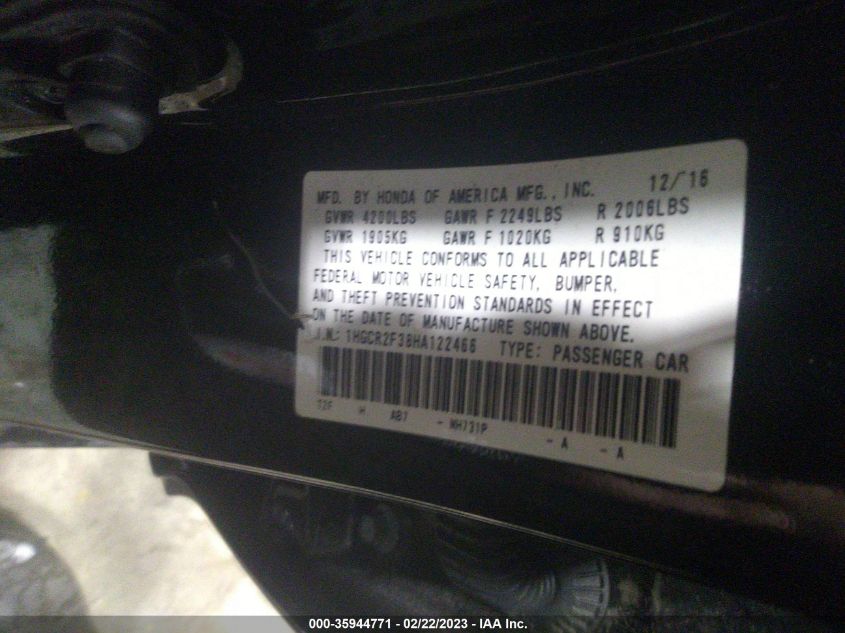 MFD. BY HONDA OF AMERICA MFG., INC. 12/16
GVWR 4200LBS GAWR F 2249LBS R 2006LBS
GVWR 1905KG GAWR F 1020KG R 910KG
THIS VEHICLE CONFORMS TO ALL APPLICABLE
FEDERAL MOTOR VEHICLE SAFETY, BUMPER,
AND THEFT PREVENTION STANDARDS IN EFFECT
ON THE DATE OF MANUFACTURE SHOWN ABOVE.
I.N.: 1HGCR2F38HA122466 TYPE: PASSENGER CAR
T2F H AB7 - NH731P - A - A
000-35944771 - 02/22/2023 - IAA Inc.